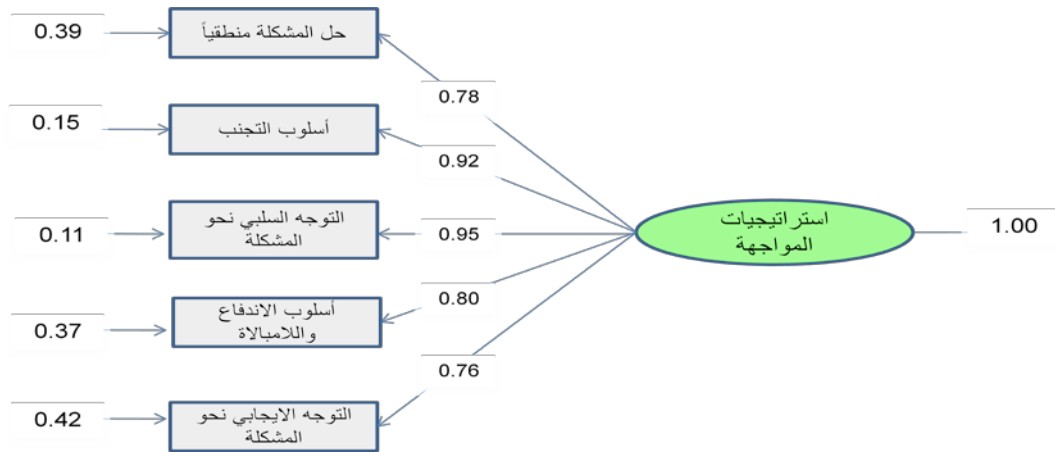 0.39
حل المشكلة منطقياً
0.78
0.15
أسلوب التجنب
0.92
0.11
التوجه السلبي نحو
المشكلة
0.95
استراتيجيات
المواجهة
1.00
0.37
أسلوب الاندفاع
واللامبالاة
0.80
0.42
التوجه الايجابي نحو
المشكلة
0.76